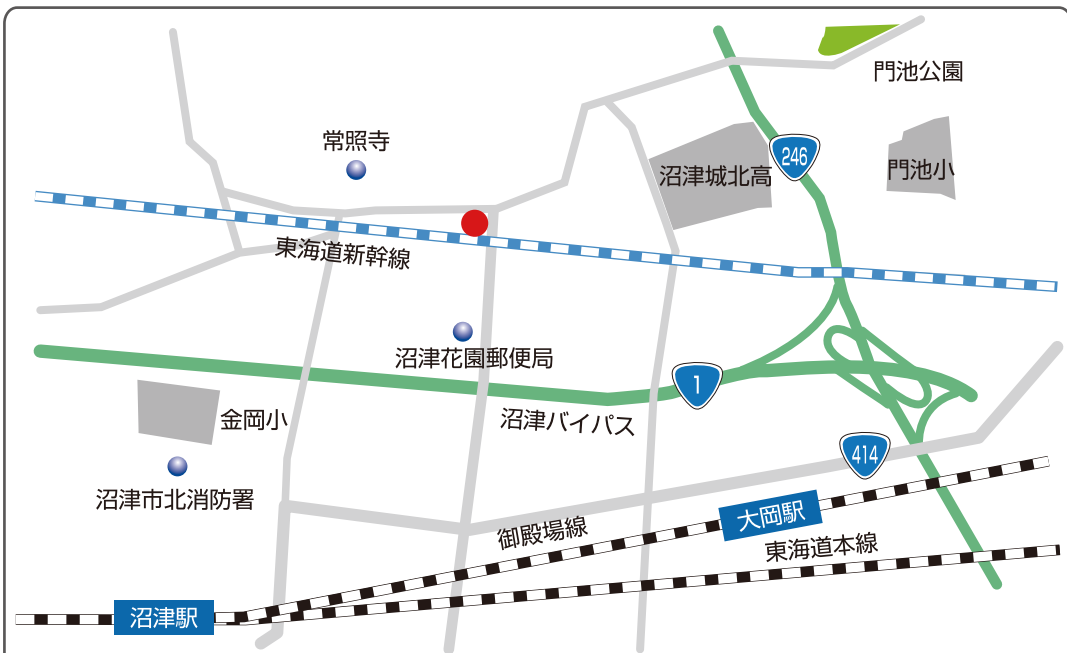 門池公園
常照寺
246
沼津城北高
門池小
東海道新幹線
沼津花園郵便局
1
沼津バイパス
金岡小
414
沼津市北消防署
大岡駅
御殿場線
東海道本線
沼津駅